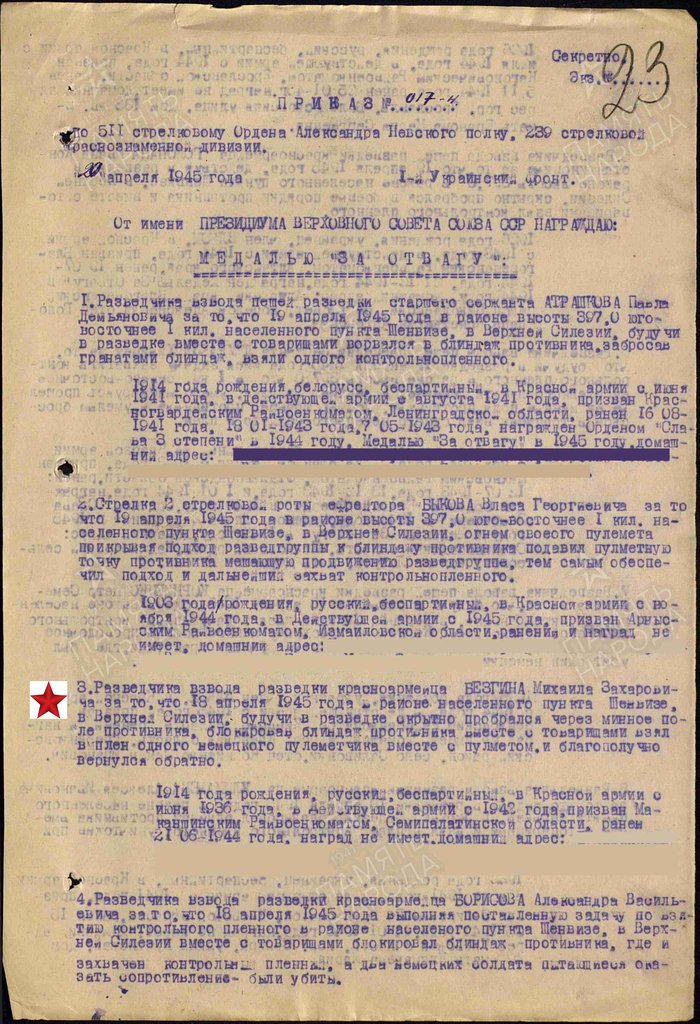 Секретно.
Экз.№......
23
ПРИКАЗ №.017-н.......
по 511 стрелковому Ордена Александра Невского полку, 239 стрелковой
Краснознаменной дивизии.
20 апреля 1945 года 1-й Украинский фронт.
От имени ПРЕЗИДИУМА ВЕРХОВНОГО СОВЕТА СОЮЗА ССР НАГРАЖДАЮ:
МЕДАЛЬЮ "ЗА ОТВАГУ".
1.Разведчика взвода пешей разведки старшего сержанта АТРАШКОВА Павла
Демьяновича за то,что 19 апреля 1945 года в районе высоты 397,0 юго-
восточнее 1 кил. населенного пункта Шенвизе, в Верхней Силезии, будучи
в разведке вместе с товарищами ворвался в блиндаж противника,забросав
гранатами блиндаж, взяли одного контрольнопленного.
1914 года рождения,белорусс, беспартийный, в Красной армии с июня
1941 года, в действующей армии с августа 1941 года, призван Крас-
ногвардейским Райвоенкоматом, Ленинградской области, ранен 16 08-
1941 года, 18 01-1943 года,7 05-1943 года, награжден Орденом "Сла-
ва 3 степени" в 1944 году, Медалью "За отвагу" в 1945 году,домаш-
ний адрес:
2.Стрелка 2 стрелковой роты ефрейтора БЫКОВА Власа Георгиевича за то
что 19 апреля 1945 года в районе высоты 397,0 юго-восточнее 1 кил. на-
селенного пункта Шенвизе, в Верхней Силезии, огнем своего пулемета
прикрывая подход разведгруппы к блиндажу противника подавил пулметную
точку противника мешающую продвижению разведгруппе, тем самым обеспе-
чил подход и дальнейший захват контрольнопленного.
1903 года рождения, русский,беспартийный, в Красной армии с но-
ября 1944 года, в Действующей армии с 1945 года, призван Арцыс-
ским Райвоенкоматом, Измаиловской области,ранений и наград не
имеет, домашний адрес:
3.Разведчика взвода разведки красноармейца БЕЗГИНА Михаила Захарови-
ча за то,что 18 апреля 1945 года в районе населенного пункта Шенвизе,
в Верхней Силезии, будучи в разведке скрытно пробрался через минное по-
ле противника, блокировав блиндаж противника вместе с товарищами взял
в плен одного немецкого пулеметчика вместе с пулметом,и благополучно
вернулся обратно.
1914 года рождения, русский,беспартийный, в Красной армии с
июня 1936 года, в Действующей армии с 1942 года,призван Ма-
каншинским Райвоенкоматом, Семипалатинской области, ранен
21 06-1944 года, наград не имеет,домашний адрес:
4.Разведчика взвода разведки красноармейца БОРИСОВА Александра Василь-
евича за то,что 18 апреля 1945 года выполняя поставленную задачу по взя-
тию контрольного пленного в районе населеного пункта Шенвизе, в Верх-
ней Силезии вместе с товарищами блокировал блиндаж противника, где и
захвачен контрольный пленный, а два немецких солдата пытающиеся ока-
зать сопротивление- были убиты.